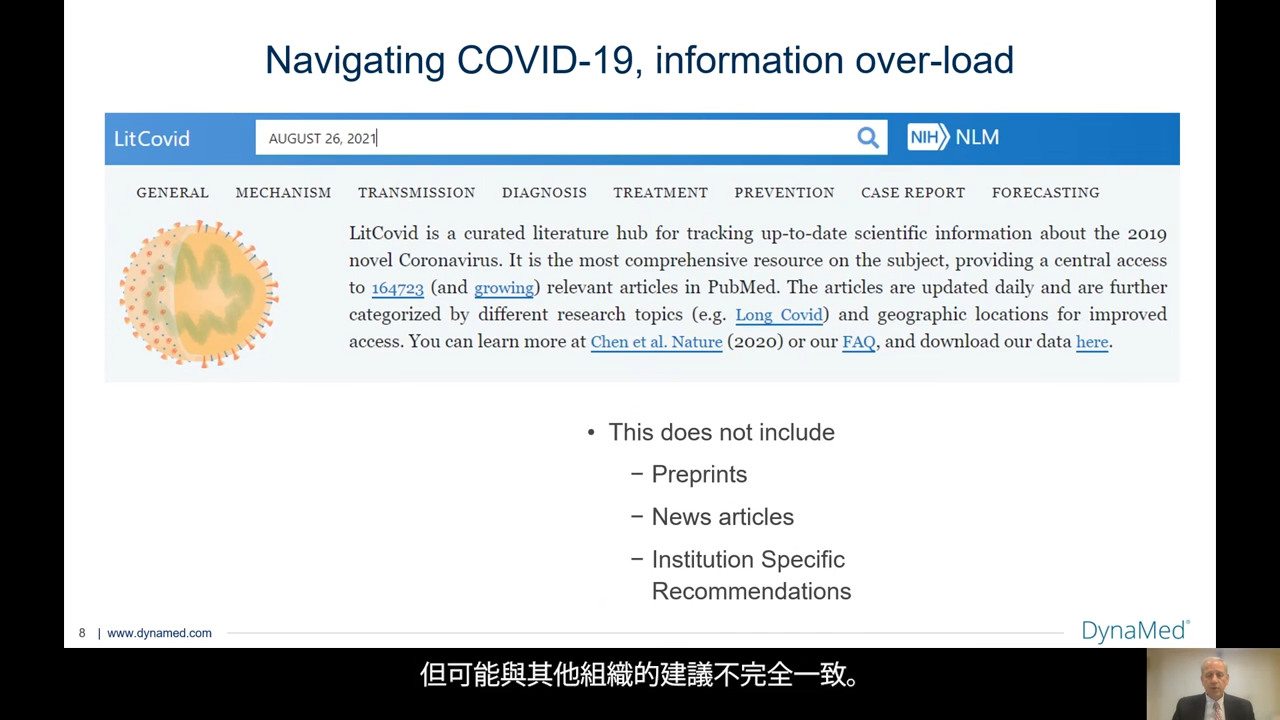 Navigating COVID-19, information over-load
LitCovid
AUGUST 26, 2021
NIH NLM
GENERAL MECHANISM TRANSMISSION DIAGNOSIS TREATMENT PREVENTION CASE REPORT FORECASTING
LitCovid is a curated literature hub for tracking up-to-date scientific information about the 2019
novel Coronavirus. It is the most comprehensive resource on the subject, providing a central access
to 164723 (and growing) relevant articles in PubMed. The articles are updated daily and are further
categorized by different research topics (e.g. Long Covid) and geographic locations for improved
access. You can learn more at Chen et al. Nature (2020) or our FAQ, and download our data here.
• This does not include
− Preprints
− News articles
− Institution Specific
Recommendations
8 | www.dynamed.com
DynaMed®
但可能與其他組織的建議不完全一致。